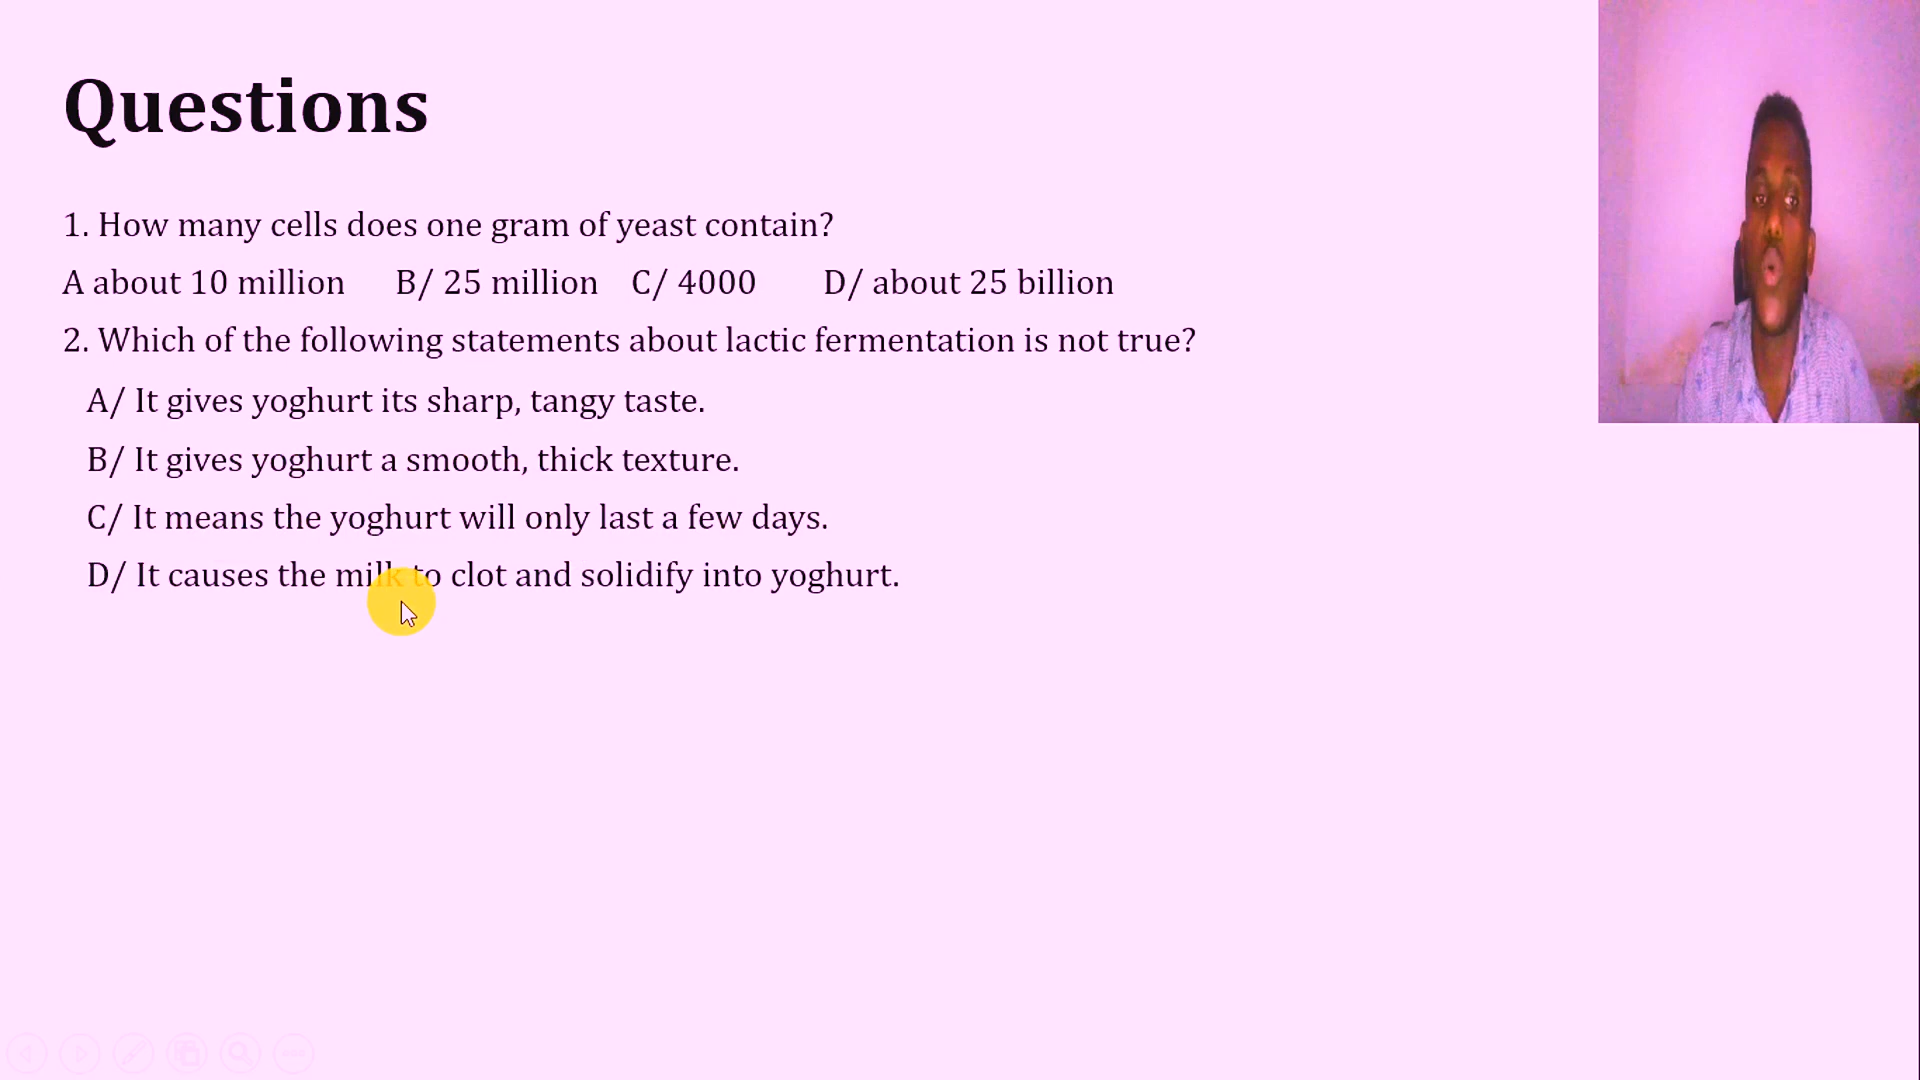 Questions
1. How many cells does one gram of yeast contain?
A about 10 million B/ 25 million C/ 4000 D/ about 25 billion
2. Which of the following statements about lactic fermentation is not true?
A/ It gives yoghurt its sharp, tangy taste.
B/ It gives yoghurt a smooth, thick texture.
C/ It means the yoghurt will only last a few days.
D/ It causes the milk to clot and solidify into yoghurt.